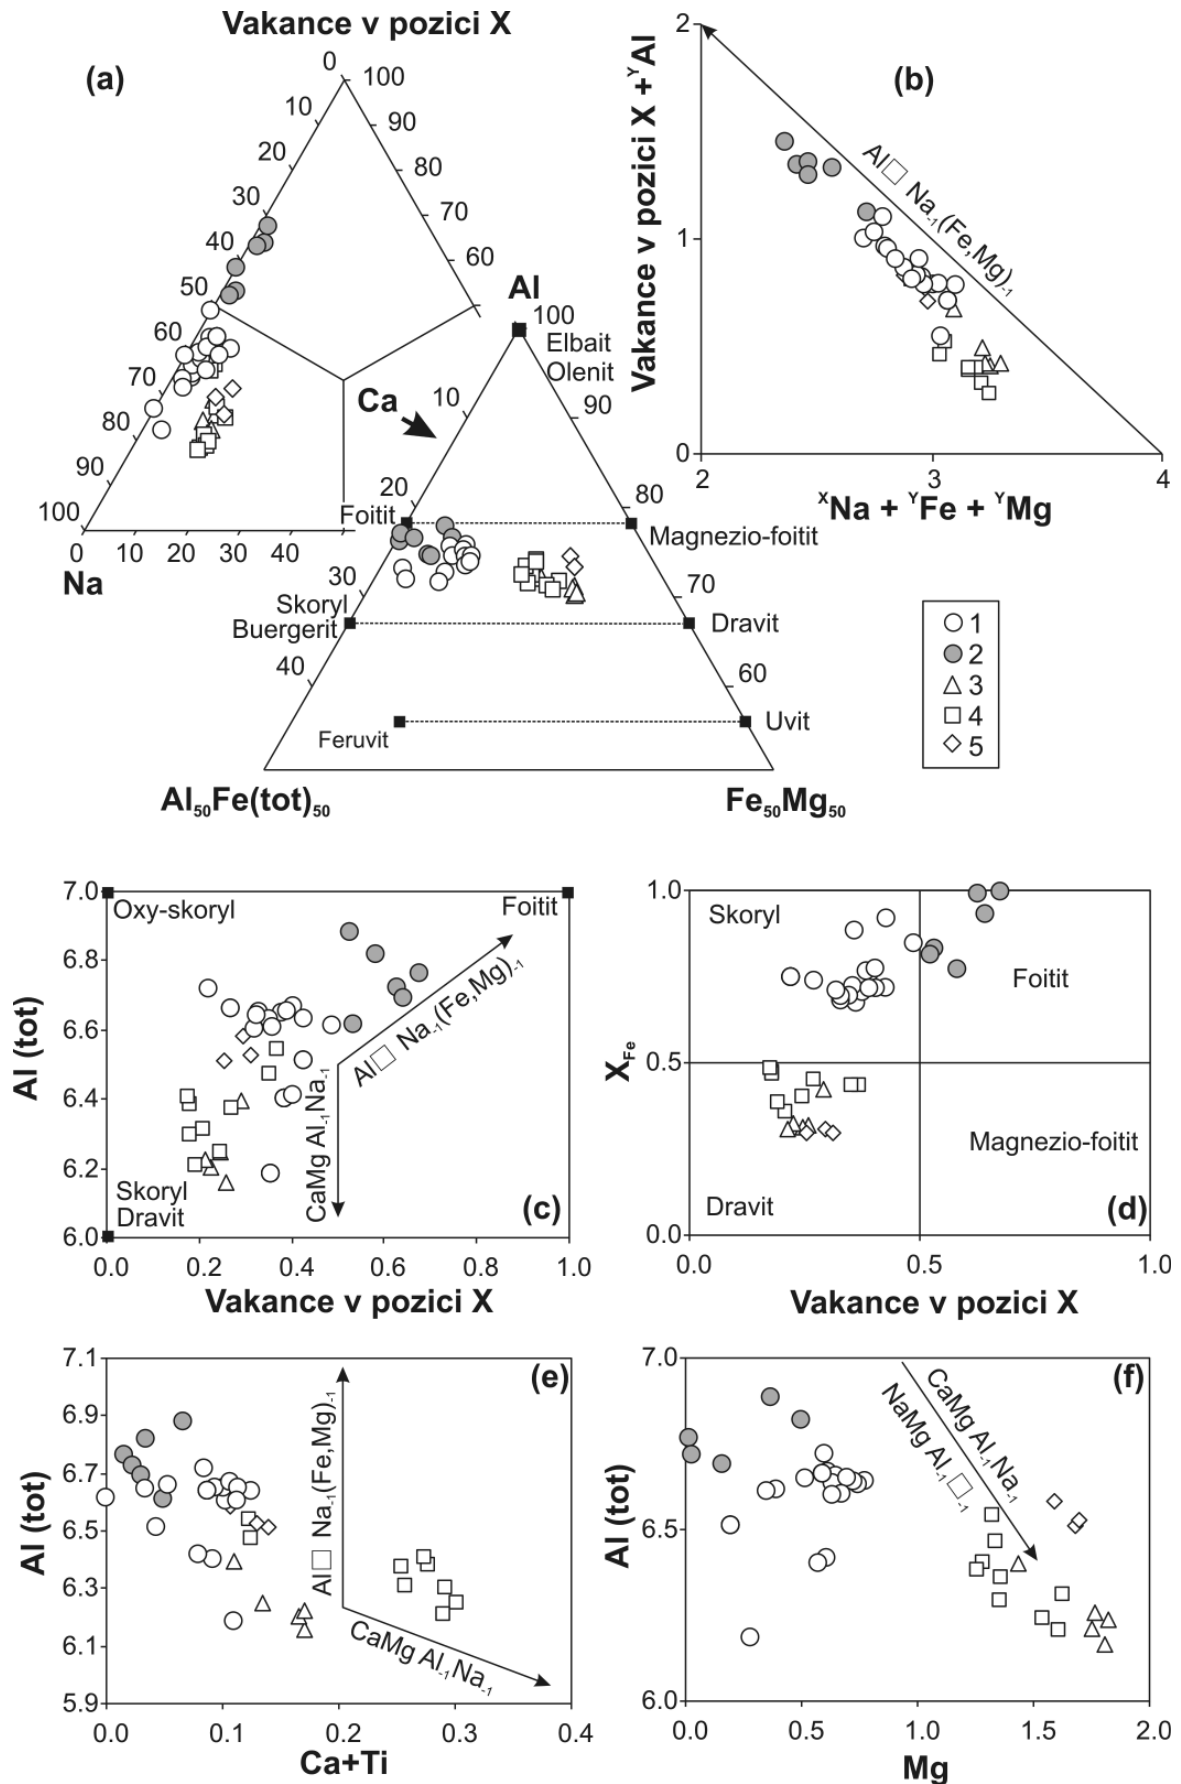 (a)
Vakance v pozici X
0
10
20
30
40
50
60
70
80
90
100
100
90
80
70
60
0
10
20
30
40
Na
Ca
Al
100
Elbait
Olenit
10
20
30
40
90
80
70
60
Foitit
Magnezio-foitit
Skoryl
Buergerit
Dravit
Feruvit
Uvit
Al₅₀Fe(tot)₅₀
Fe₅₀Mg₅₀
(b)
Vakance v pozici X +ʸAl
2
1
0
2
3
4
Al□ Na₋₁(Fe,Mg)₋₁
ˣNa + ʸFe + ʸMg
1
2
3
4
5
(c)
Al (tot)
7.0
6.8
6.6
6.4
6.2
6.0
Oxy-skoryl
Foitit
Al□ Na₋₁(Fe,Mg)₋₁
CaMg Al₋₁Na₋₁
Skoryl
Dravit
0.0
0.2
0.4
0.6
0.8
1.0
Vakance v pozici X
(d)
X_Fe
1.0
0.5
0.0
Skoryl
Foitit
Magnezio-foitit
Dravit
0.0
0.5
1.0
Vakance v pozici X
(e)
Al (tot)
7.1
6.9
6.7
6.5
6.3
6.1
5.9
Al□ Na₋₁(Fe,Mg)₋₁
CaMg Al₋₁Na₋₁
0.0
0.1
0.2
0.3
0.4
Ca+Ti
(f)
Al (tot)
7.0
6.5
6.0
CaMg Al₋₁Na₋₁
NaMg Al₋₁□₋₁
0.0
0.5
1.0
1.5
2.0
Mg